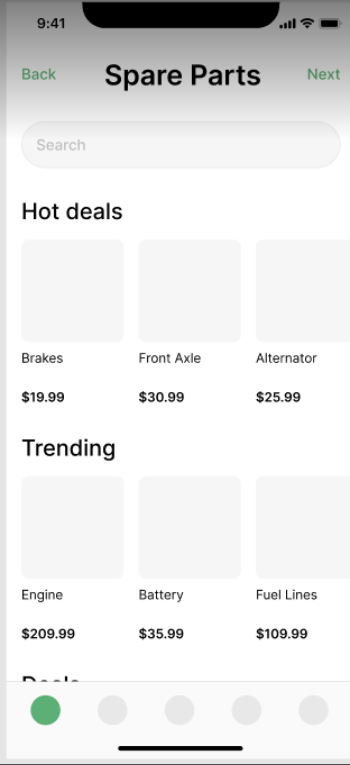 9:41
Back Spare Parts Next
Search
Hot deals
Brakes Front Axle Alternator
$19.99 $30.99 $25.99
Trending
Engine Battery Fuel Lines
$209.99 $35.99 $109.99
Deals